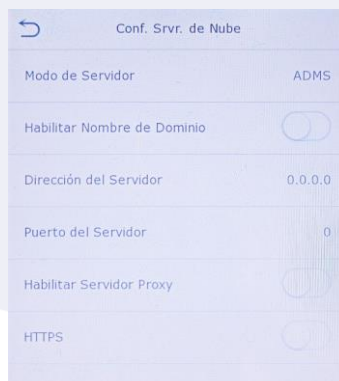 Conf. Srvr. de Nube
Modo de Servidor ADMS
Habilitar Nombre de Dominio
Dirección del Servidor 0.0.0.0
Puerto del Servidor 0
Habilitar Servidor Proxy
HTTPS